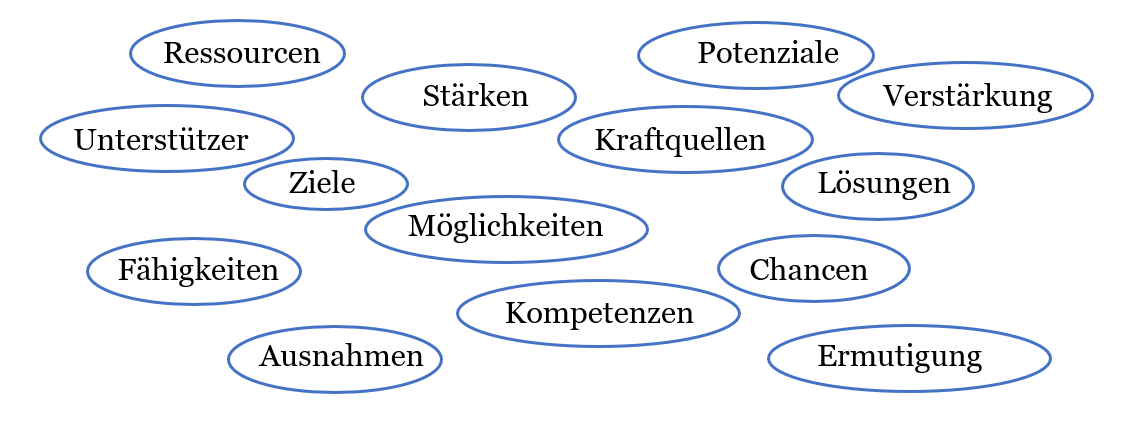 Ressourcen
Potenziale
Stärken
Verstärkung
Unterstützer
Kraftquellen
Ziele
Lösungen
Möglichkeiten
Fähigkeiten
Chancen
Kompetenzen
Ausnahmen
Ermutigung